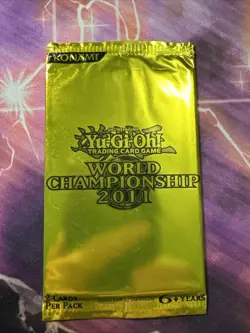 KONAMI
Yu-Gi-Oh!
TRADING CARD GAME
WORLD
CHAMPIONSHIP
2011
2 CARDS
PER PACK
6+ YEARS